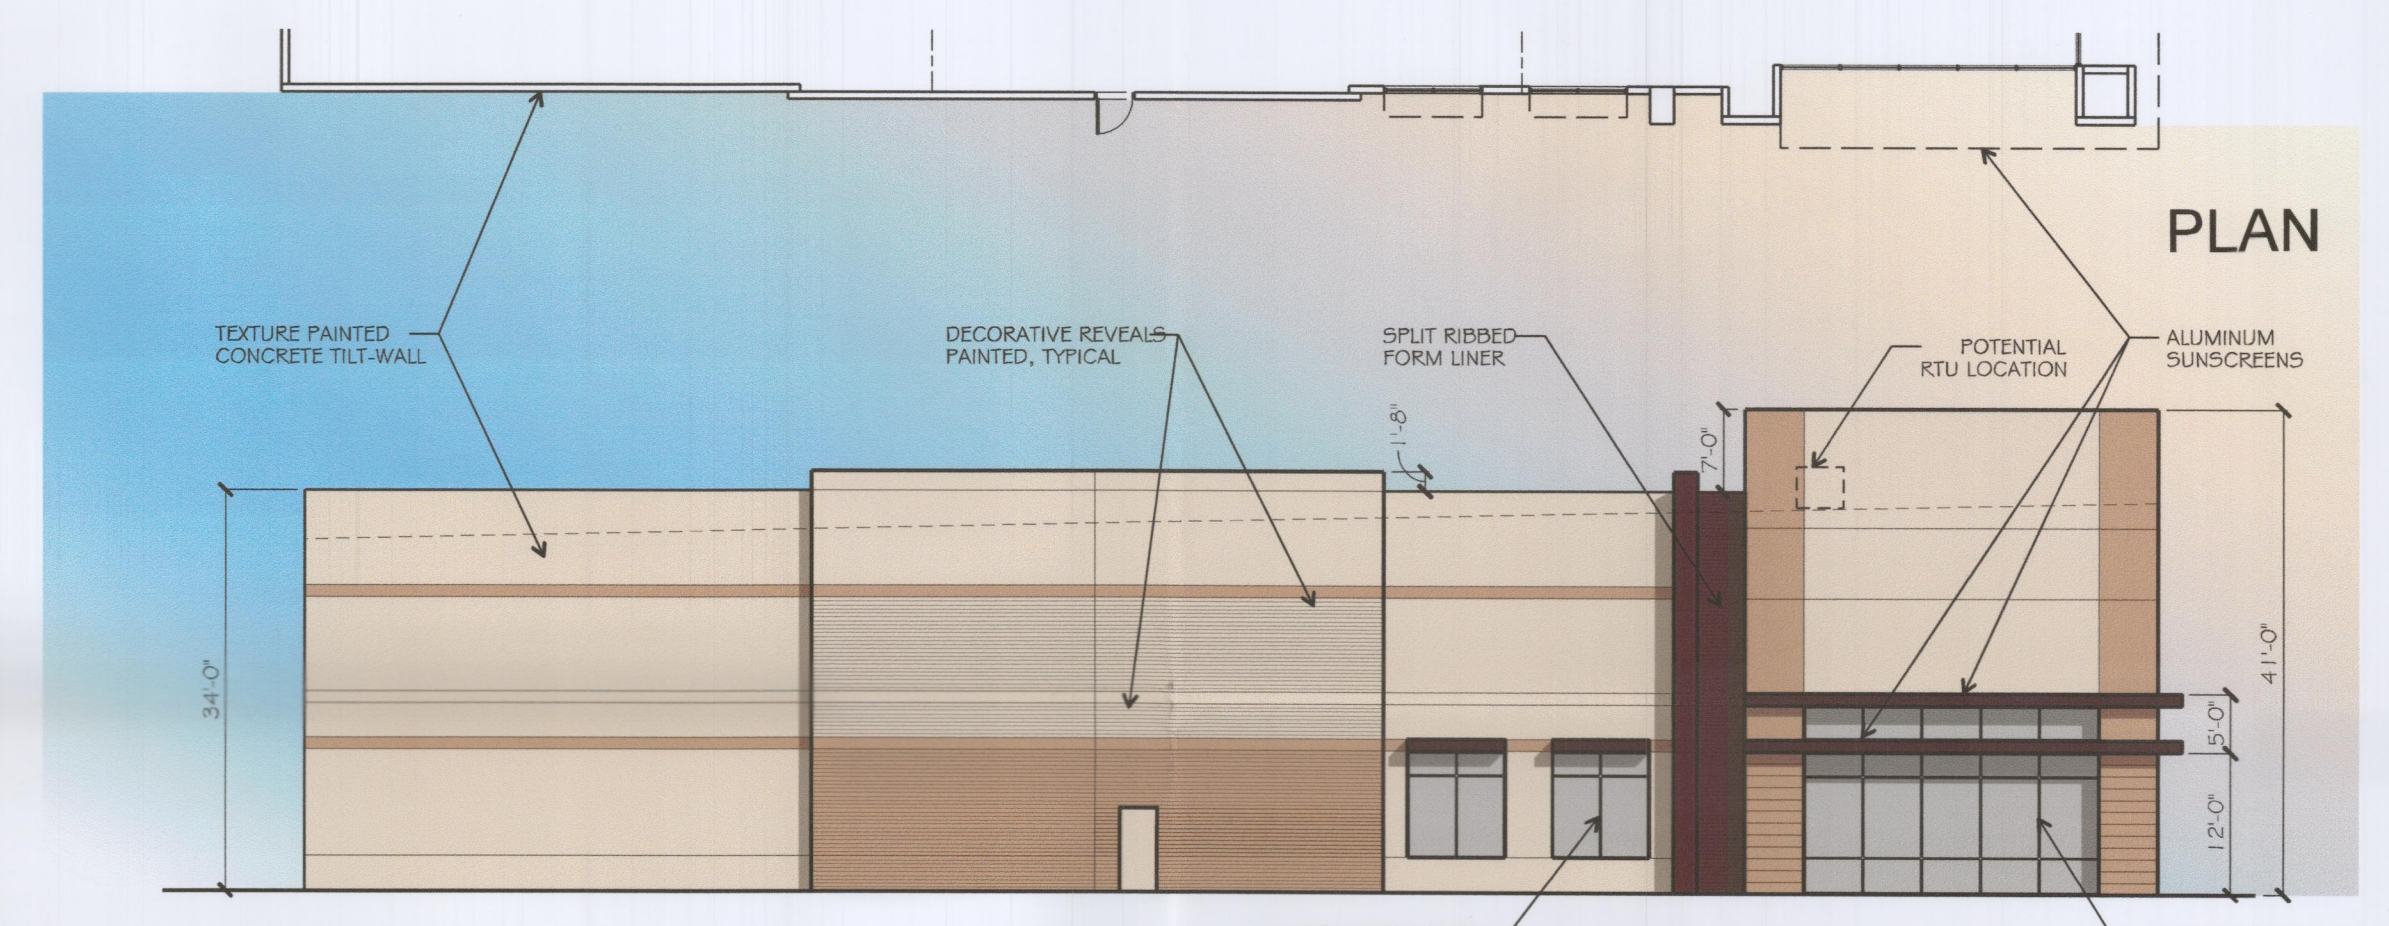 PLAN
TEXTURE PAINTED
CONCRETE TILT-WALL
DECORATIVE REVEALS
PAINTED, TYPICAL
SPLIT RIBBED
FORM LINER
POTENTIAL
RTU LOCATION
ALUMINUM
SUNSCREENS
1'-8"
7'-0"
34'-0"
41'-0"
5'-0"
12'-0"